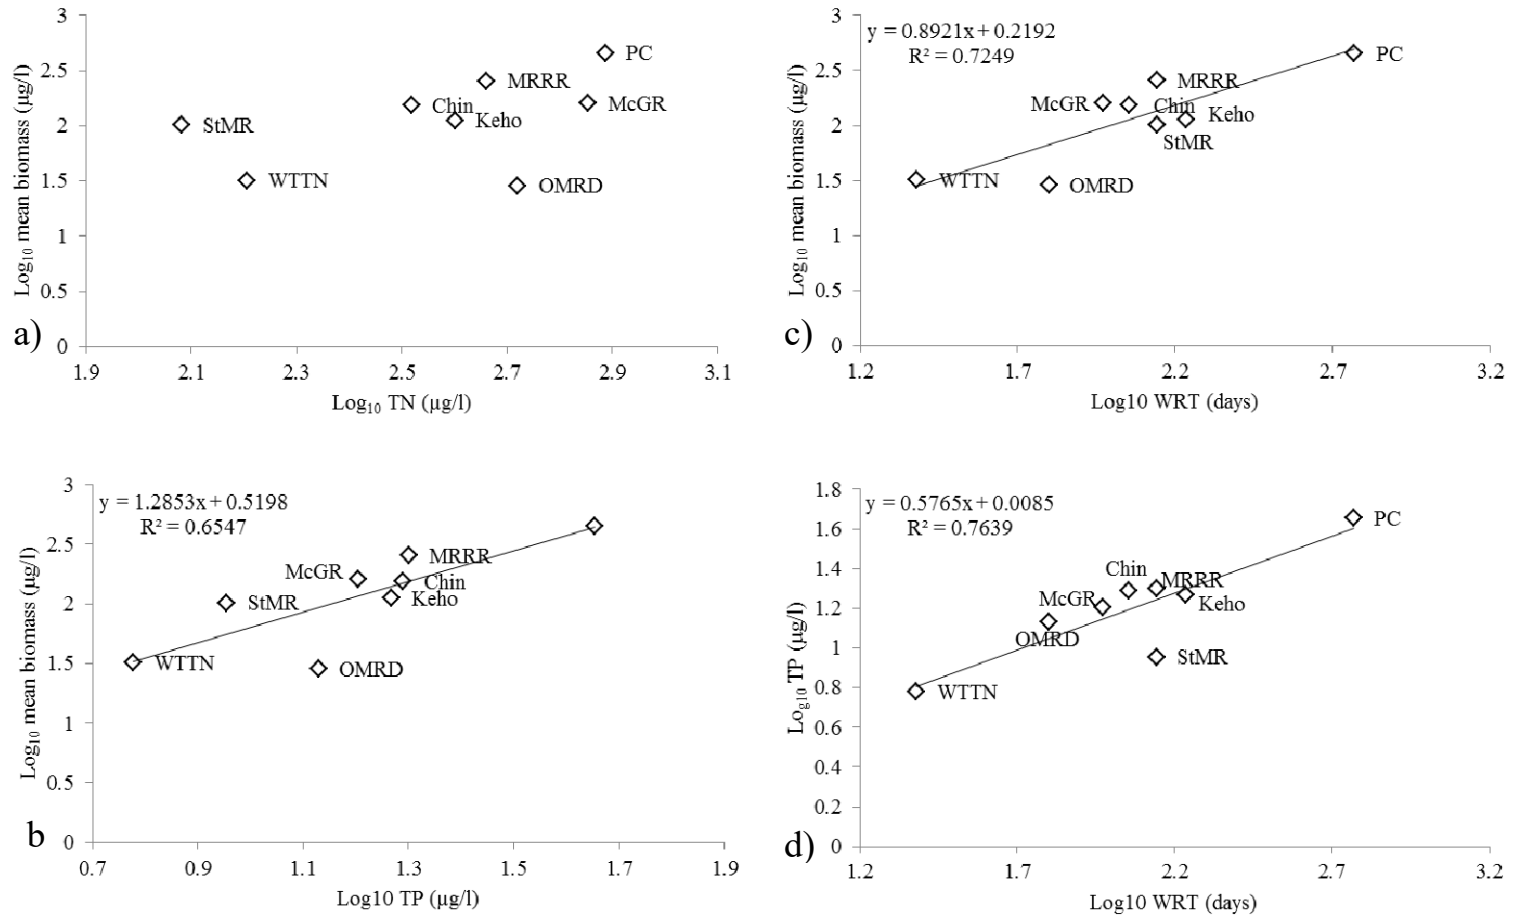 3
2.5
2
1.5
1
0.5
0
Log10 mean biomass (µg/l)
PC
MRRR
Chin
McGR
Keho
StMR
WTTN
OMRD
a)
1.9 2.1 2.3 2.5 2.7 2.9 3.1
Log10 TN (µg/l)
3
2.5
2
1.5
1
0.5
0
Log10 mean biomass (µg/l)
y = 0.8921x + 0.2192
R² = 0.7249
PC
MRRR
McGR
Chin
Keho
StMR
WTTN
OMRD
c)
1.2 1.7 2.2 2.7 3.2
Log10 WRT (days)
3
2.5
2
1.5
1
0.5
0
Log10 mean biomass (µg/l)
y = 1.2853x + 0.5198
R² = 0.6547
MRRR
McGR
Chin
Keho
StMR
WTTN
OMRD
b
0.7 0.9 1.1 1.3 1.5 1.7 1.9
Log10 TP (µg/l)
1.8
1.6
1.4
1.2
1
0.8
0.6
0.4
0.2
0
Log10 TP (µg/l)
y = 0.5765x + 0.0085
R² = 0.7639
PC
Chin
MRRR
McGR
Keho
OMRD
StMR
WTTN
d)
1.2 1.7 2.2 2.7 3.2
Log10 WRT (days)